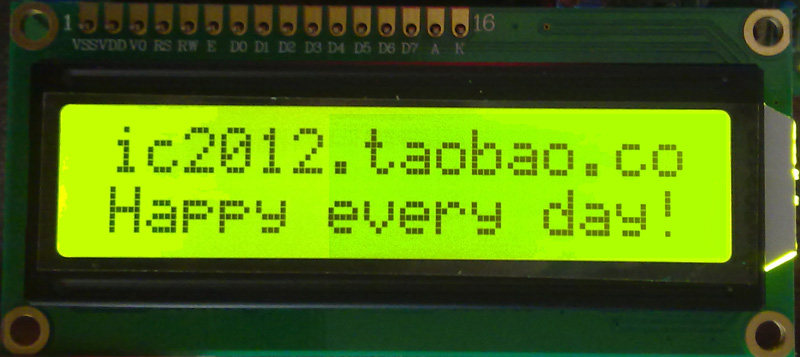 1 16
VSS VDD V0 RS RW E D0 D1 D2 D3 D4 D5 D6 D7 A K
ic2012.taobao.co
Happy every day!